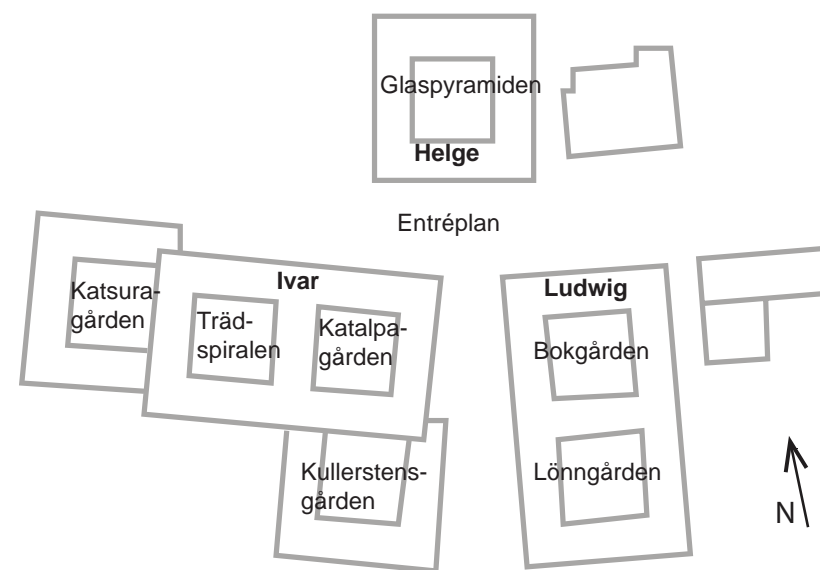 Glaspyramiden
Helge
Entréplan
Ivar
Ludwig
Katsura-
gården
Träd-
spiralen
Katalpa-
gården
Bokgården
Kullerstens-
gården
Lönngården
N